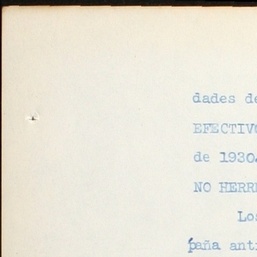 dades de
EFECTIVO
de 1930
NO HERR
Los
paña ant